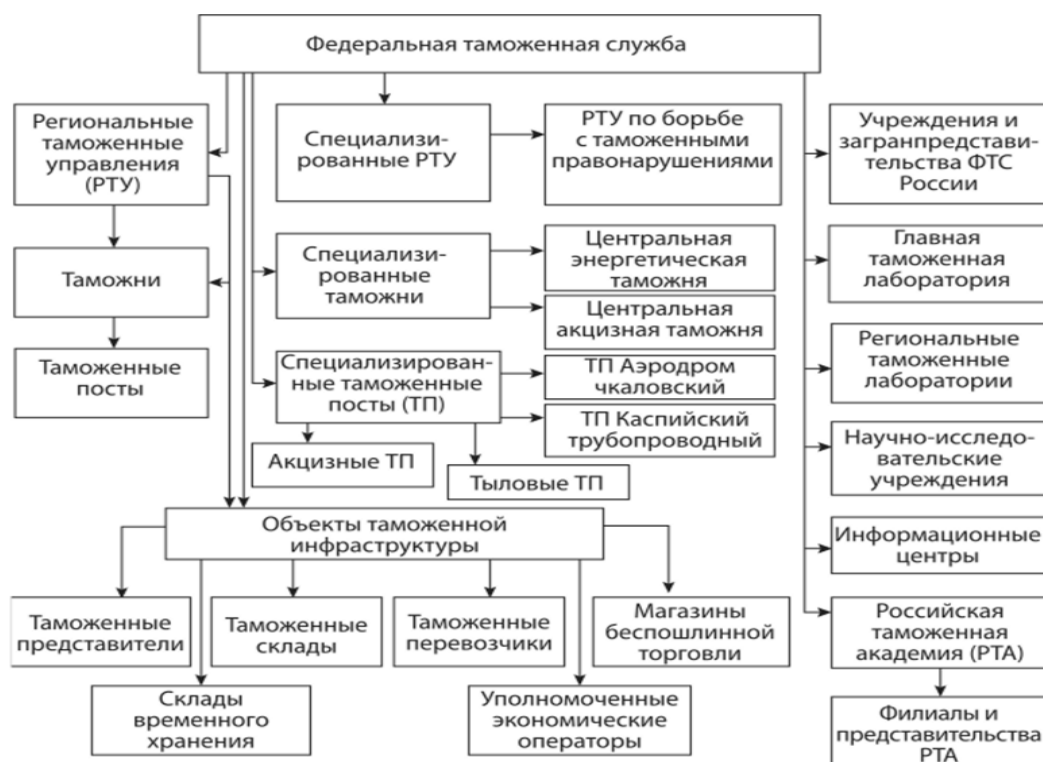 Федеральная таможенная служба
Региональные
таможенные
управления
(РТУ)
Специализи-
рованные РТУ
РТУ по борьбе
с таможенными
правонарушениями
Учреждения и
загранпредстави-
тельства ФТС
России
Таможни
Специализи-
рованные
таможни
Центральная
энергетическая
таможня
Центральная
акцизная таможня
Главная
таможенная
лаборатория
Таможенные
посты
Специализирован-
ные таможенные
посты (ТП)
ТП Аэродром
чкаловский
ТП Каспийский
трубопроводный
Региональные
таможенные
лаборатории
Акцизные ТП
Тыловые ТП
Научно-исследо-
вательские
учреждения
Объекты таможенной
инфраструктуры
Информационные
центры
Таможенные
представители
Таможенные
склады
Таможенные
перевозчики
Магазины
беспошлинной
торговли
Российская
таможенная
академия (РТА)
Склады
временного
хранения
Уполномоченные
экономические
операторы
Филиалы и
представительства
РТА